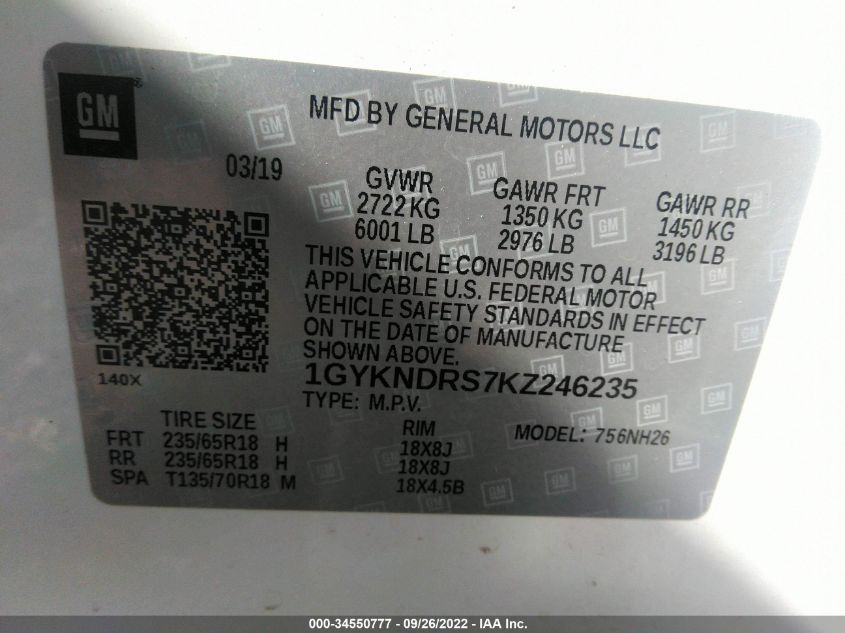 GM
MFD BY GENERAL MOTORS LLC
03/19
GVWR GAWR FRT GAWR RR
2722 KG 1350 KG 1450 KG
6001 LB 2976 LB 3196 LB
THIS VEHICLE CONFORMS TO ALL
APPLICABLE U.S. FEDERAL MOTOR
VEHICLE SAFETY STANDARDS IN EFFECT
ON THE DATE OF MANUFACTURE
SHOWN ABOVE.
140X
1GYKNDRS7KZ246235
TYPE: M.P.V.
TIRE SIZE RIM MODEL: 756NH26
FRT 235/65R18 H 18X8J
RR 235/65R18 H 18X8J
SPA T135/70R18 M 18X4.5B
000-34550777 - 09/26/2022 - IAA Inc.